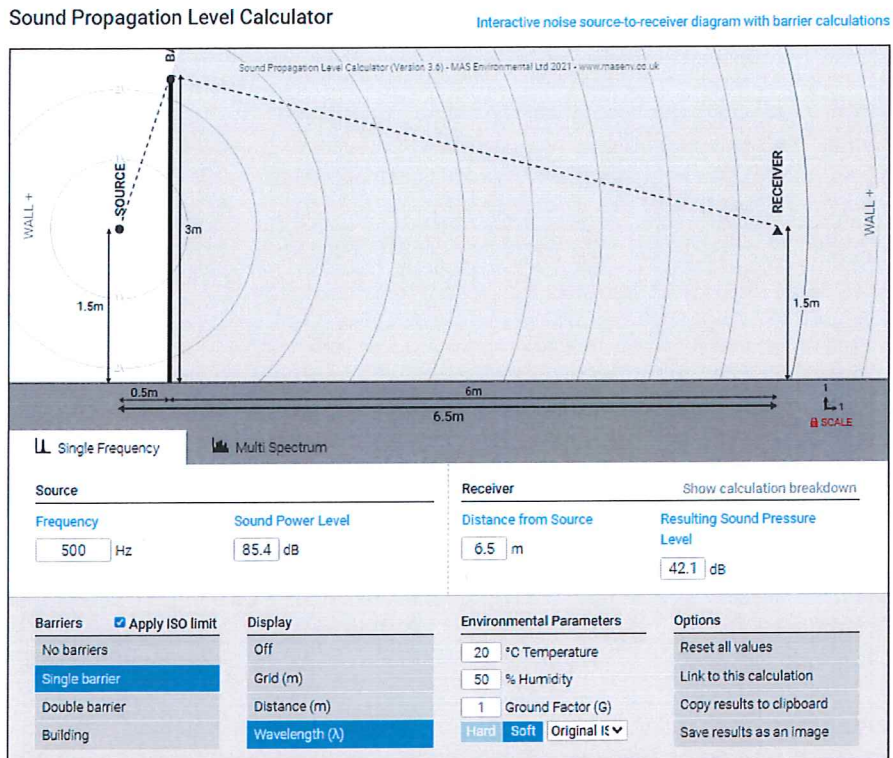 Sound Propagation Level Calculator
Interactive noise source-to-receiver diagram with barrier calculations
Sound Propagation Level Calculator (Version 3.6) - MAS Environmental Ltd 2021 - www.masenv.co.uk
WALL +
SOURCE
RECEIVER
WALL +
3m
1.5m
1.5m
0.5m
6m
6.5m
1
1
SCALE
Single Frequency
Multi Spectrum
Source
Receiver
Show calculation breakdown
Frequency
Sound Power Level
Distance from Source
Resulting Sound Pressure
Level
500 Hz
85.4 dB
6.5 m
42.1 dB
Barriers
Apply ISO limit
Display
Environmental Parameters
Options
No barriers
Off
20 °C Temperature
Reset all values
Single barrier
Grid (m)
50 % Humidity
Link to this calculation
Double barrier
Distance (m)
1 Ground Factor (G)
Copy results to clipboard
Building
Wavelength (λ)
Hard Soft Original IS
Save results as an image